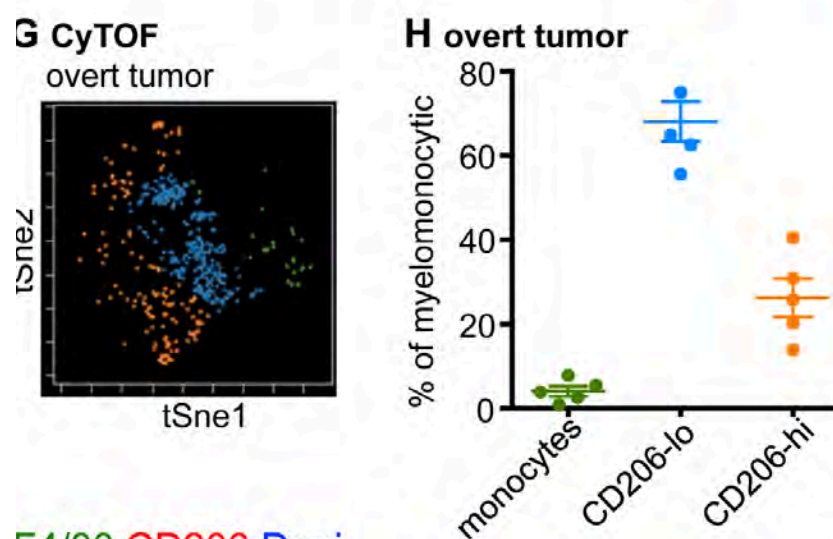 G CyTOF
overt tumor
tSne2
tSne1
H overt tumor
% of myelomonocytic
80
60
40
20
0
monocytes
CD206-lo
CD206-hi